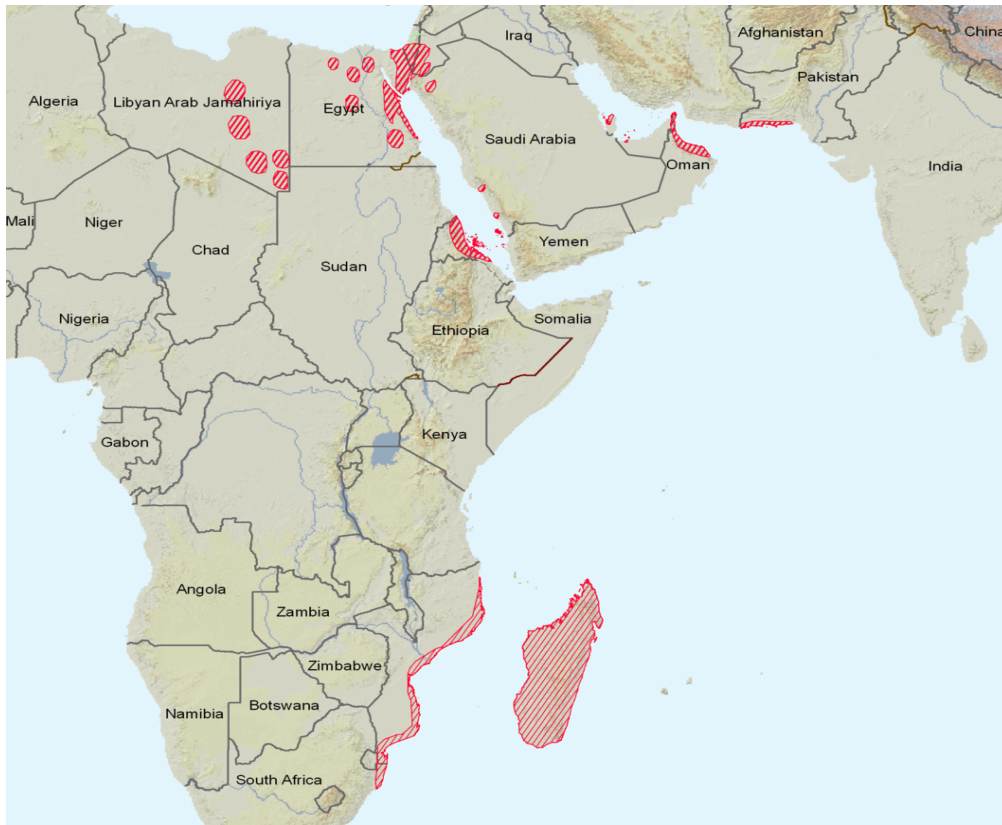 Iraq
Afghanistan
China
Pakistan
Algeria
Libyan Arab Jamahiriya
Egypt
Saudi Arabia
Oman
India
Mali
Niger
Chad
Sudan
Yemen
Nigeria
Ethiopia
Somalia
Gabon
Kenya
Angola
Zambia
Zimbabwe
Namibia
Botswana
South Africa